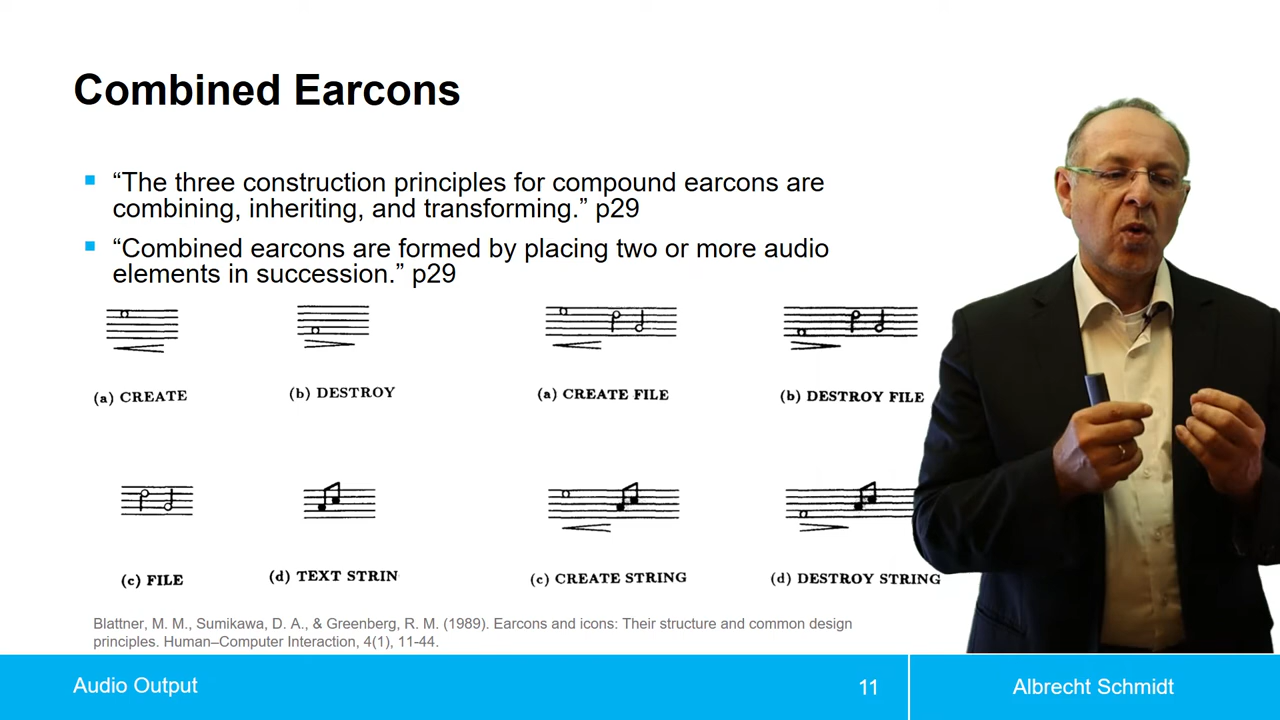 Combined Earcons
“The three construction principles for compound earcons are
combining, inheriting, and transforming.” p29
“Combined earcons are formed by placing two or more audio
elements in succession.” p29
(a) CREATE
(b) DESTROY
(a) CREATE FILE
(b) DESTROY FILE
(c) FILE
(d) TEXT STRIN
(c) CREATE STRING
(d) DESTROY STRING
Blattner, M. M., Sumikawa, D. A., & Greenberg, R. M. (1989). Earcons and icons: Their structure and common design
principles. Human–Computer Interaction, 4(1), 11-44.
Audio Output
11
Albrecht Schmidt